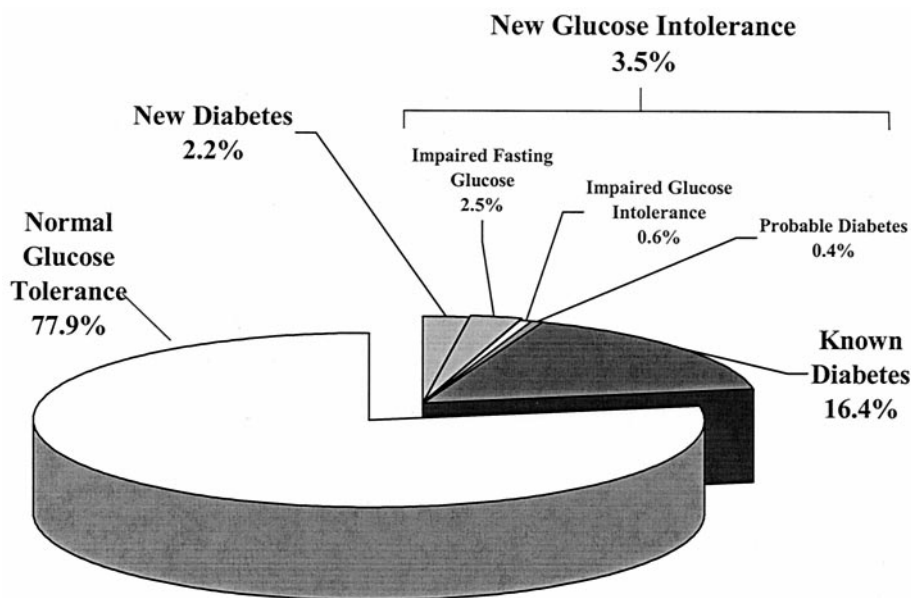 New Glucose Intolerance
3.5%
New Diabetes
2.2%
Impaired Fasting
Glucose
2.5%
Impaired Glucose
Intolerance
0.6%
Probable Diabetes
0.4%
Normal
Glucose
Tolerance
77.9%
Known
Diabetes
16.4%